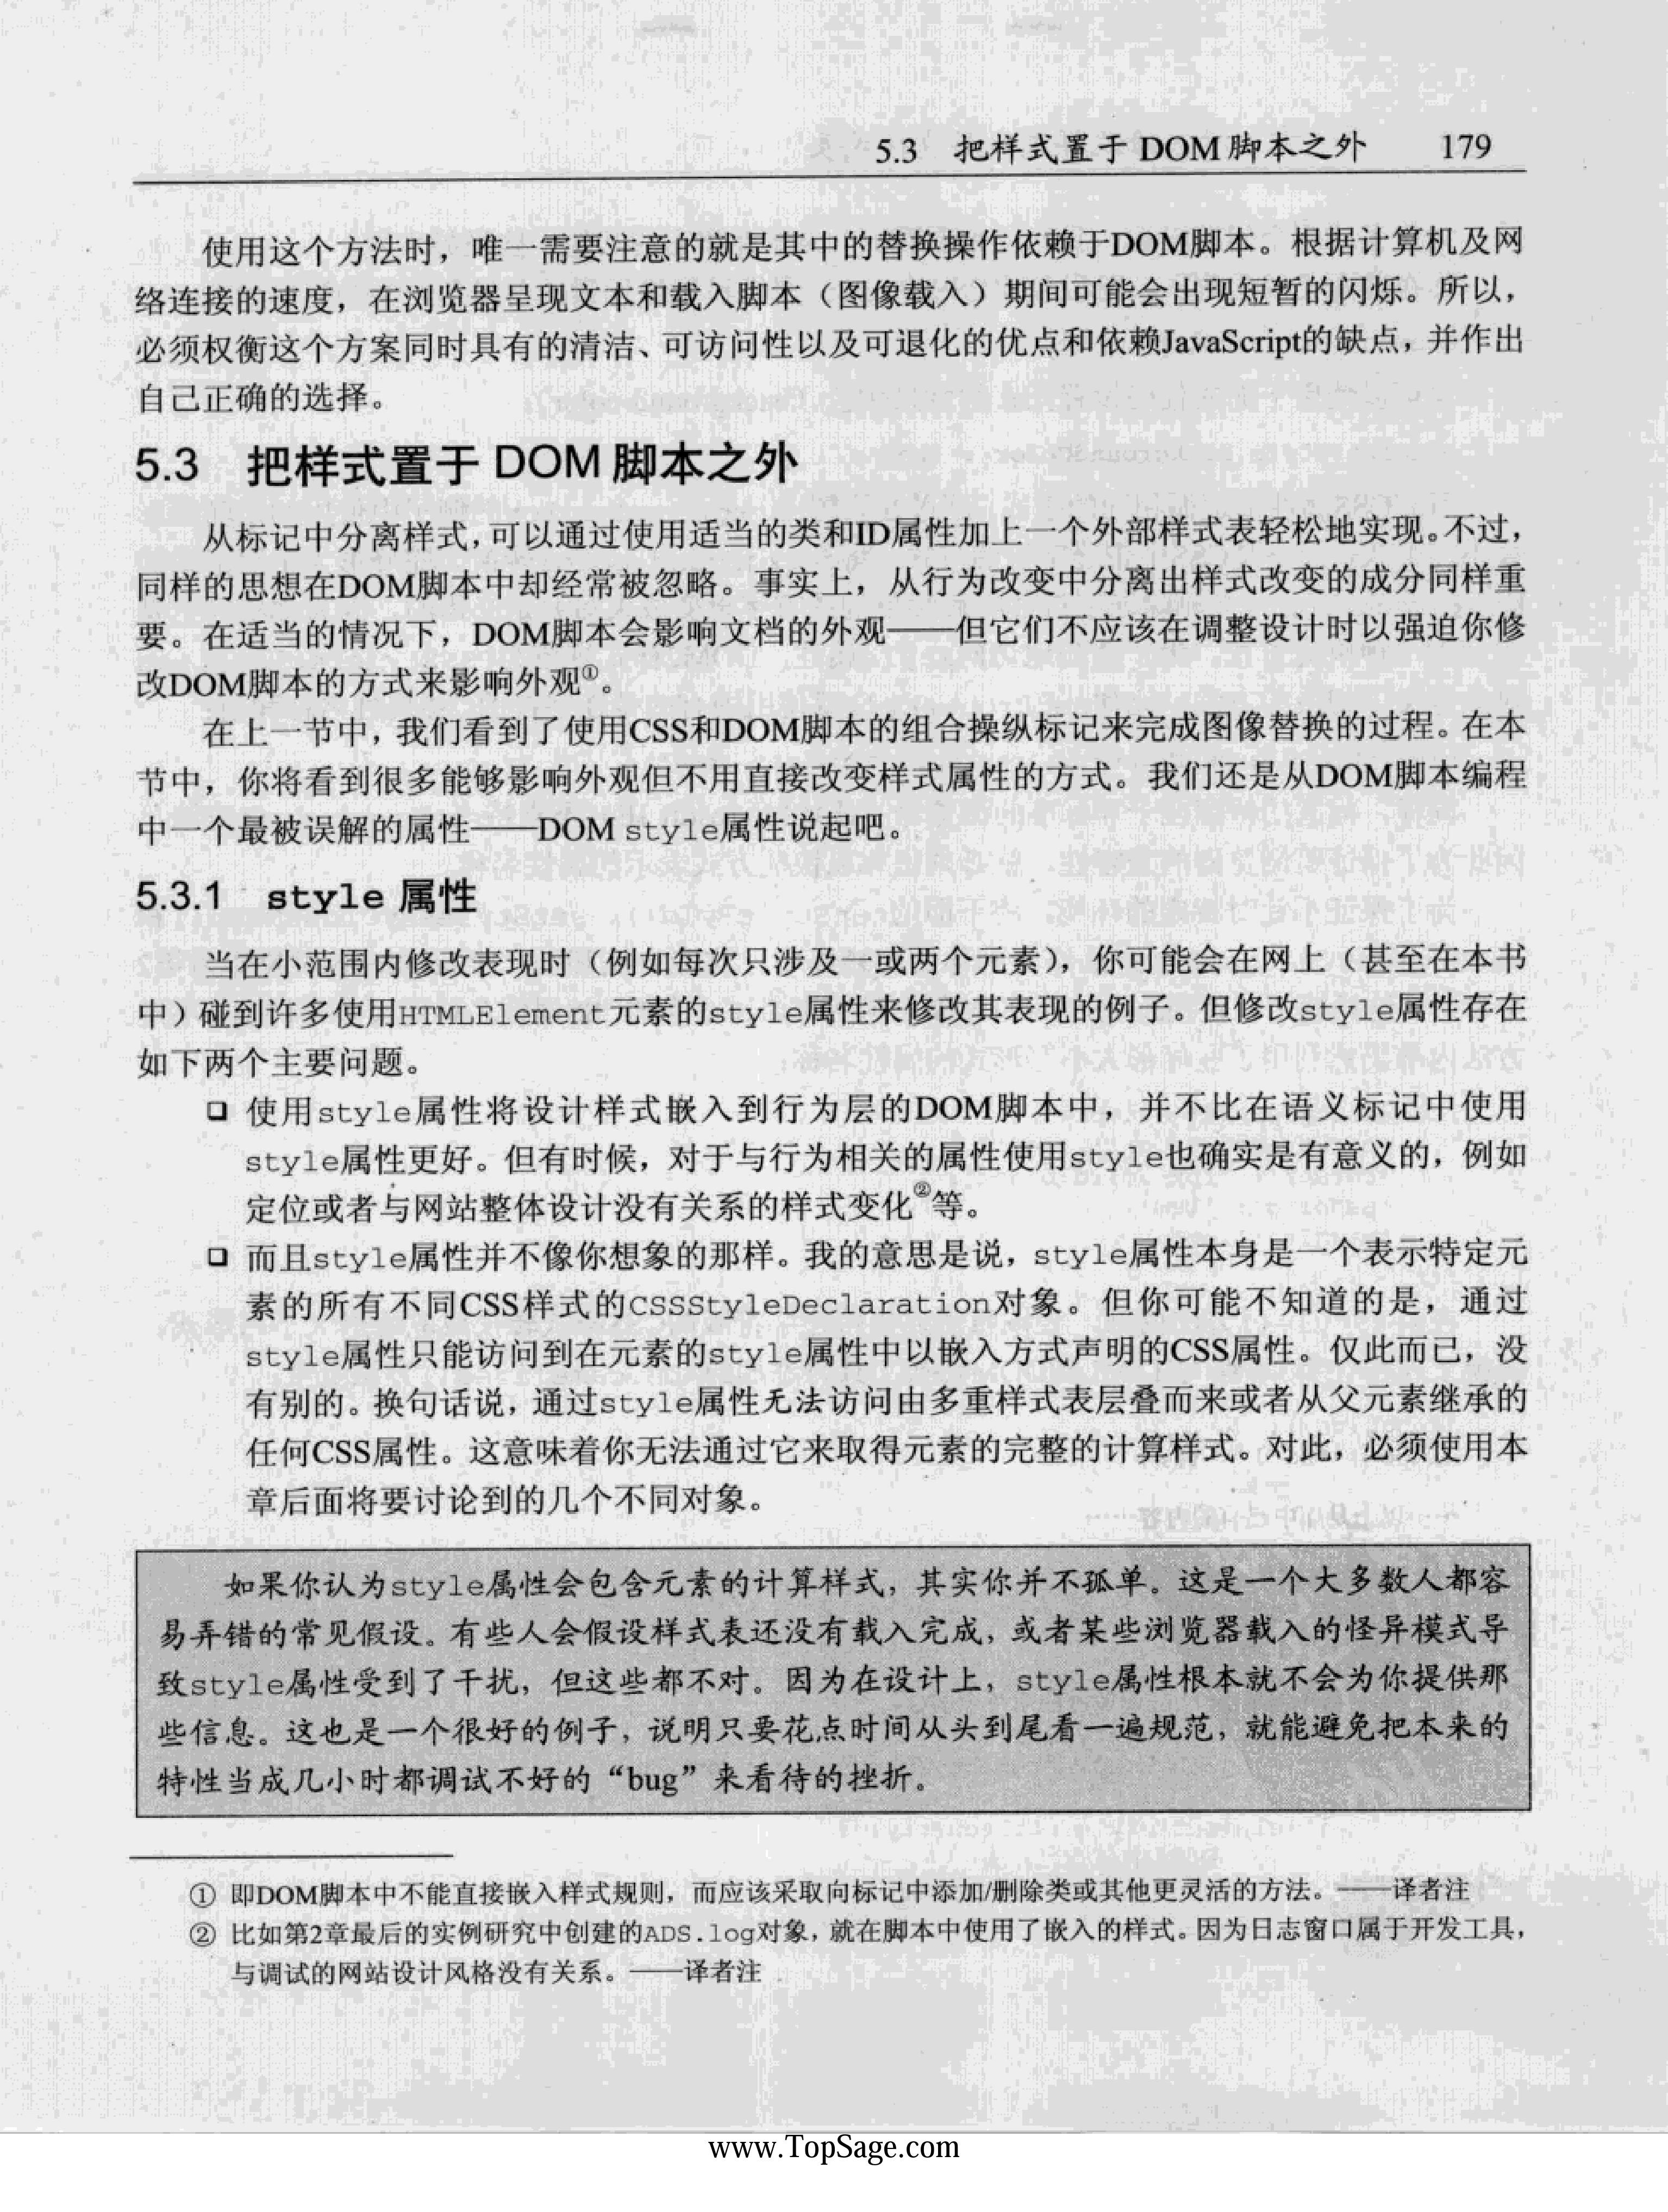 5.3 把样式置于 DOM 脚本之外 179
使用这个方法时，唯一需要注意的就是其中的替换操作依赖于DOM脚本。根据计算机及网
络连接的速度，在浏览器呈现文本和载入脚本（图像载入）期间可能会出现短暂的闪烁。所以，
必须权衡这个方案同时具有的清洁、可访问性以及可退化的优点和依赖JavaScript的缺点，并作出
自己正确的选择。
5.3 把样式置于 DOM 脚本之外
从标记中分离样式，可以通过使用适当的类和ID属性加上一个外部样式表轻松地实现。不过，
同样的思想在DOM脚本中却经常被忽略。事实上，从行为改变中分离出样式改变的成分同样重
要。在适当的情况下，DOM脚本会影响文档的外观——但它们不应该在调整设计时以强迫你修
改DOM脚本的方式来影响外观①。
在上一节中，我们看到了使用CSS和DOM脚本的组合操纵标记来完成图像替换的过程。在本
节中，你将看到很多能够影响外观但不用直接改变样式属性的方式。我们还是从DOM脚本编程
中一个最被误解的属性——DOM style属性说起吧。
5.3.1 style 属性
当在小范围内修改表现时（例如每次只涉及一或两个元素），你可能会在网上（甚至在本书
中）碰到许多使用HTMLElement元素的style属性来修改其表现的例子。但修改style属性存在
如下两个主要问题。
❑ 使用style属性将设计样式嵌入到行为层的DOM脚本中，并不比在语义标记中使用
style属性更好。但有时候，对于与行为相关的属性使用style也确实是有意义的，例如
定位或者与网站整体设计没有关系的样式变化②等。
❑ 而且style属性并不像你想象的那样。我的意思是说，style属性本身是一个表示特定元
素的所有不同CSS样式的CSSStyleDeclaration对象。但你可能不知道的是，通过
style属性只能访问到在元素的style属性中以嵌入方式声明的CSS属性。仅此而已，没
有别的。换句话说，通过style属性无法访问由多重样式表层叠而来或者从父元素继承的
任何CSS属性。这意味着你无法通过它来取得元素的完整的计算样式。对此，必须使用本
章后面将要讨论到的几个不同对象。
如果你认为style属性会包含元素的计算样式，其实你并不孤单。这是一个大多数人都容
易弄错的常见假设。有些人会假设样式表还没有载入完成，或者某些浏览器载入的怪异模式导
致style属性受到了干扰，但这些都不对。因为在设计上，style属性根本就不会为你提供那
些信息。这也是一个很好的例子，说明只要花点时间从头到尾看一遍规范，就能避免把本来的
特性当成几小时都调试不好的“bug”来看待的挫折。
① 即DOM脚本中不能直接嵌入样式规则，而应该采取向标记中添加/删除类或其他更灵活的方法。——译者注
② 比如第2章最后的实例研究中创建的ADS.log对象，就在脚本中使用了嵌入的样式。因为日志窗口属于开发工具，
与调试的网站设计风格没有关系。——译者注
www.TopSage.com